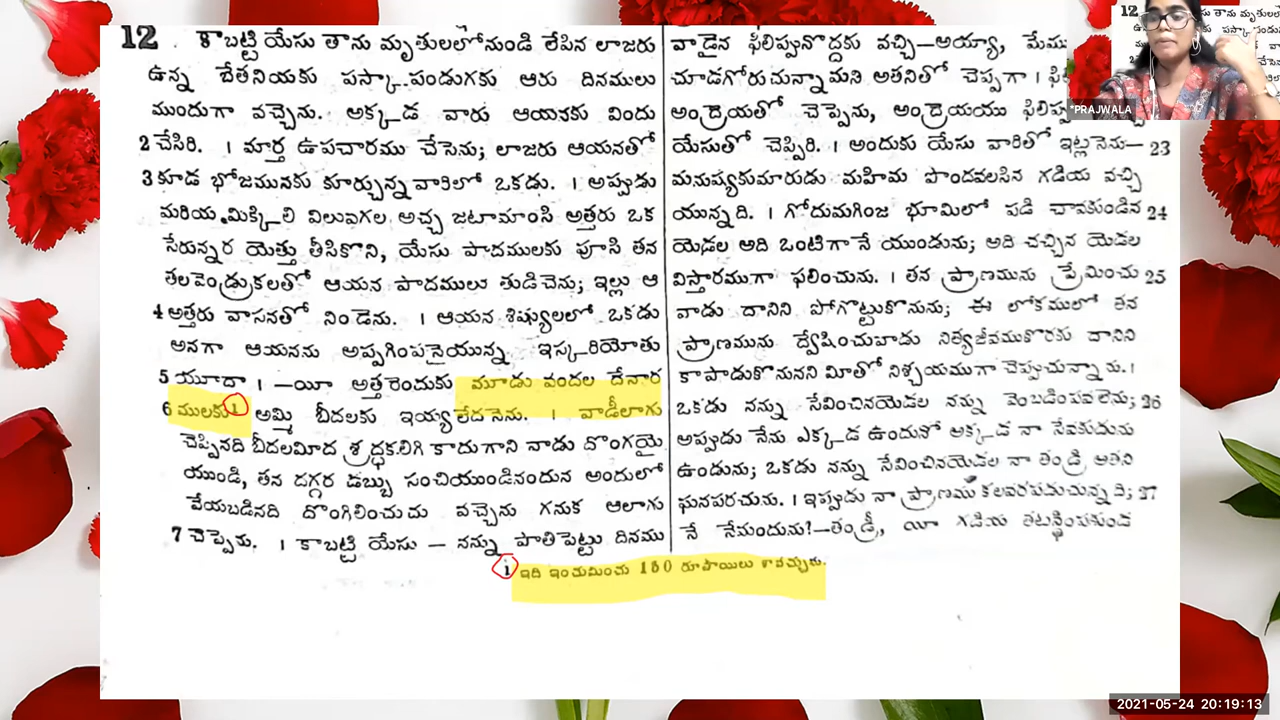 12 కాబట్టి యేసు తాను మృతులలోనుండి లేపిన లాజరు
ఉన్న బేతనియకు పస్కా పండుగకు ఆరు దినములు
ముందుగా వచ్చెను. అక్కడ వారు ఆయనకు విందు
2 చేసిరి. । మార్త ఉపచారము చేసెను; లాజరు ఆయనతో
3 కూడ భోజమునకు కూర్చున్న వారిలో ఒకడు. । అప్పుడు
మరియ మిక్కిలి విలువగల అచ్చ జటామాంసి అత్తరు ఒక
సేరున్నర యెత్తు తీసికొని, యేసు పాదములకు పూసి తన
తలవెండ్రుకలతో ఆయన పాదములు తుడిచెను; ఇల్లు ఆ
4 అత్తరు వాసనతో నిండెను. । ఆయన శిష్యులలో ఒకడు
అనగా ఆయనను అప్పగింపనైయున్న ఇస్కరియోతు
5 యూదా । —యీ అత్తరెందుకు మూడు వందల దేనార
6 ములకు 1 అమ్మి బీదలకు ఇయ్యలేదనెను. । వాడీలాగు
చెప్పినది బీదలమీద శ్రద్ధకలిగి కాదుగాని వాడు దొంగయై
యుండి, తన దగ్గర డబ్బు సంచియుండినందున అందులో
వేయబడినది దొంగిలించుచు వచ్చెను గనుక ఆలాగు
7 చెప్పెను. । కాబట్టి యేసు — నన్ను పాతిపెట్టు దినము
వాడైన ఫిలిప్పునొద్దకు వచ్చి—అయ్యా, మేము
చూడగోరుచున్నామని అతనితో చెప్పగా ।
అంద్రెయతో చెప్పెను, అంద్రెయయు
యేసుతో చెప్పిరి. । అందుకు యేసు వారితో ఇట్లనెను— 23
మనుష్యకుమారుడు మహిమ పొందవలసిన గడియ వచ్చి
యున్నది. । గోదుమగింజ భూమిలో పడి చావకుండిన 24
యెడల అది ఒంటిగానే యుండును; అది చచ్చిన యెడల
విస్తారముగా ఫలించును. । తన ప్రాణమును ప్రేమించు 25
వాడు దానిని పోగొట్టుకొనును; ఈ లోకములో తన
ప్రాణమును ద్వేషించువాడు నిత్యజీవముకొరకు దానిని
కాపాడుకొనునని మీతో నిశ్చయముగా చెప్పుచున్నాను. ।
ఒకడు నన్ను సేవించినయెడల నన్ను వెంబడింపవలెను; 26
అప్పుడు నేను ఎక్కడ ఉందునో అక్కడ నా సేవకుడును
ఉండును; ఒకడు నన్ను సేవించినయెడల నా తండ్రి అతని
ఘనపరచును. । ఇప్పుడు నా ప్రాణము కలవరపడుచున్నది; 27
నే నేమందును?—తండ్రీ, యీ గడియ తటస్థింపకుండ
1 ఇది ఇంచుమించు 150 రూపాయిలు కావచ్చును.
PRAJWALA
2021-05-24 20:19:13